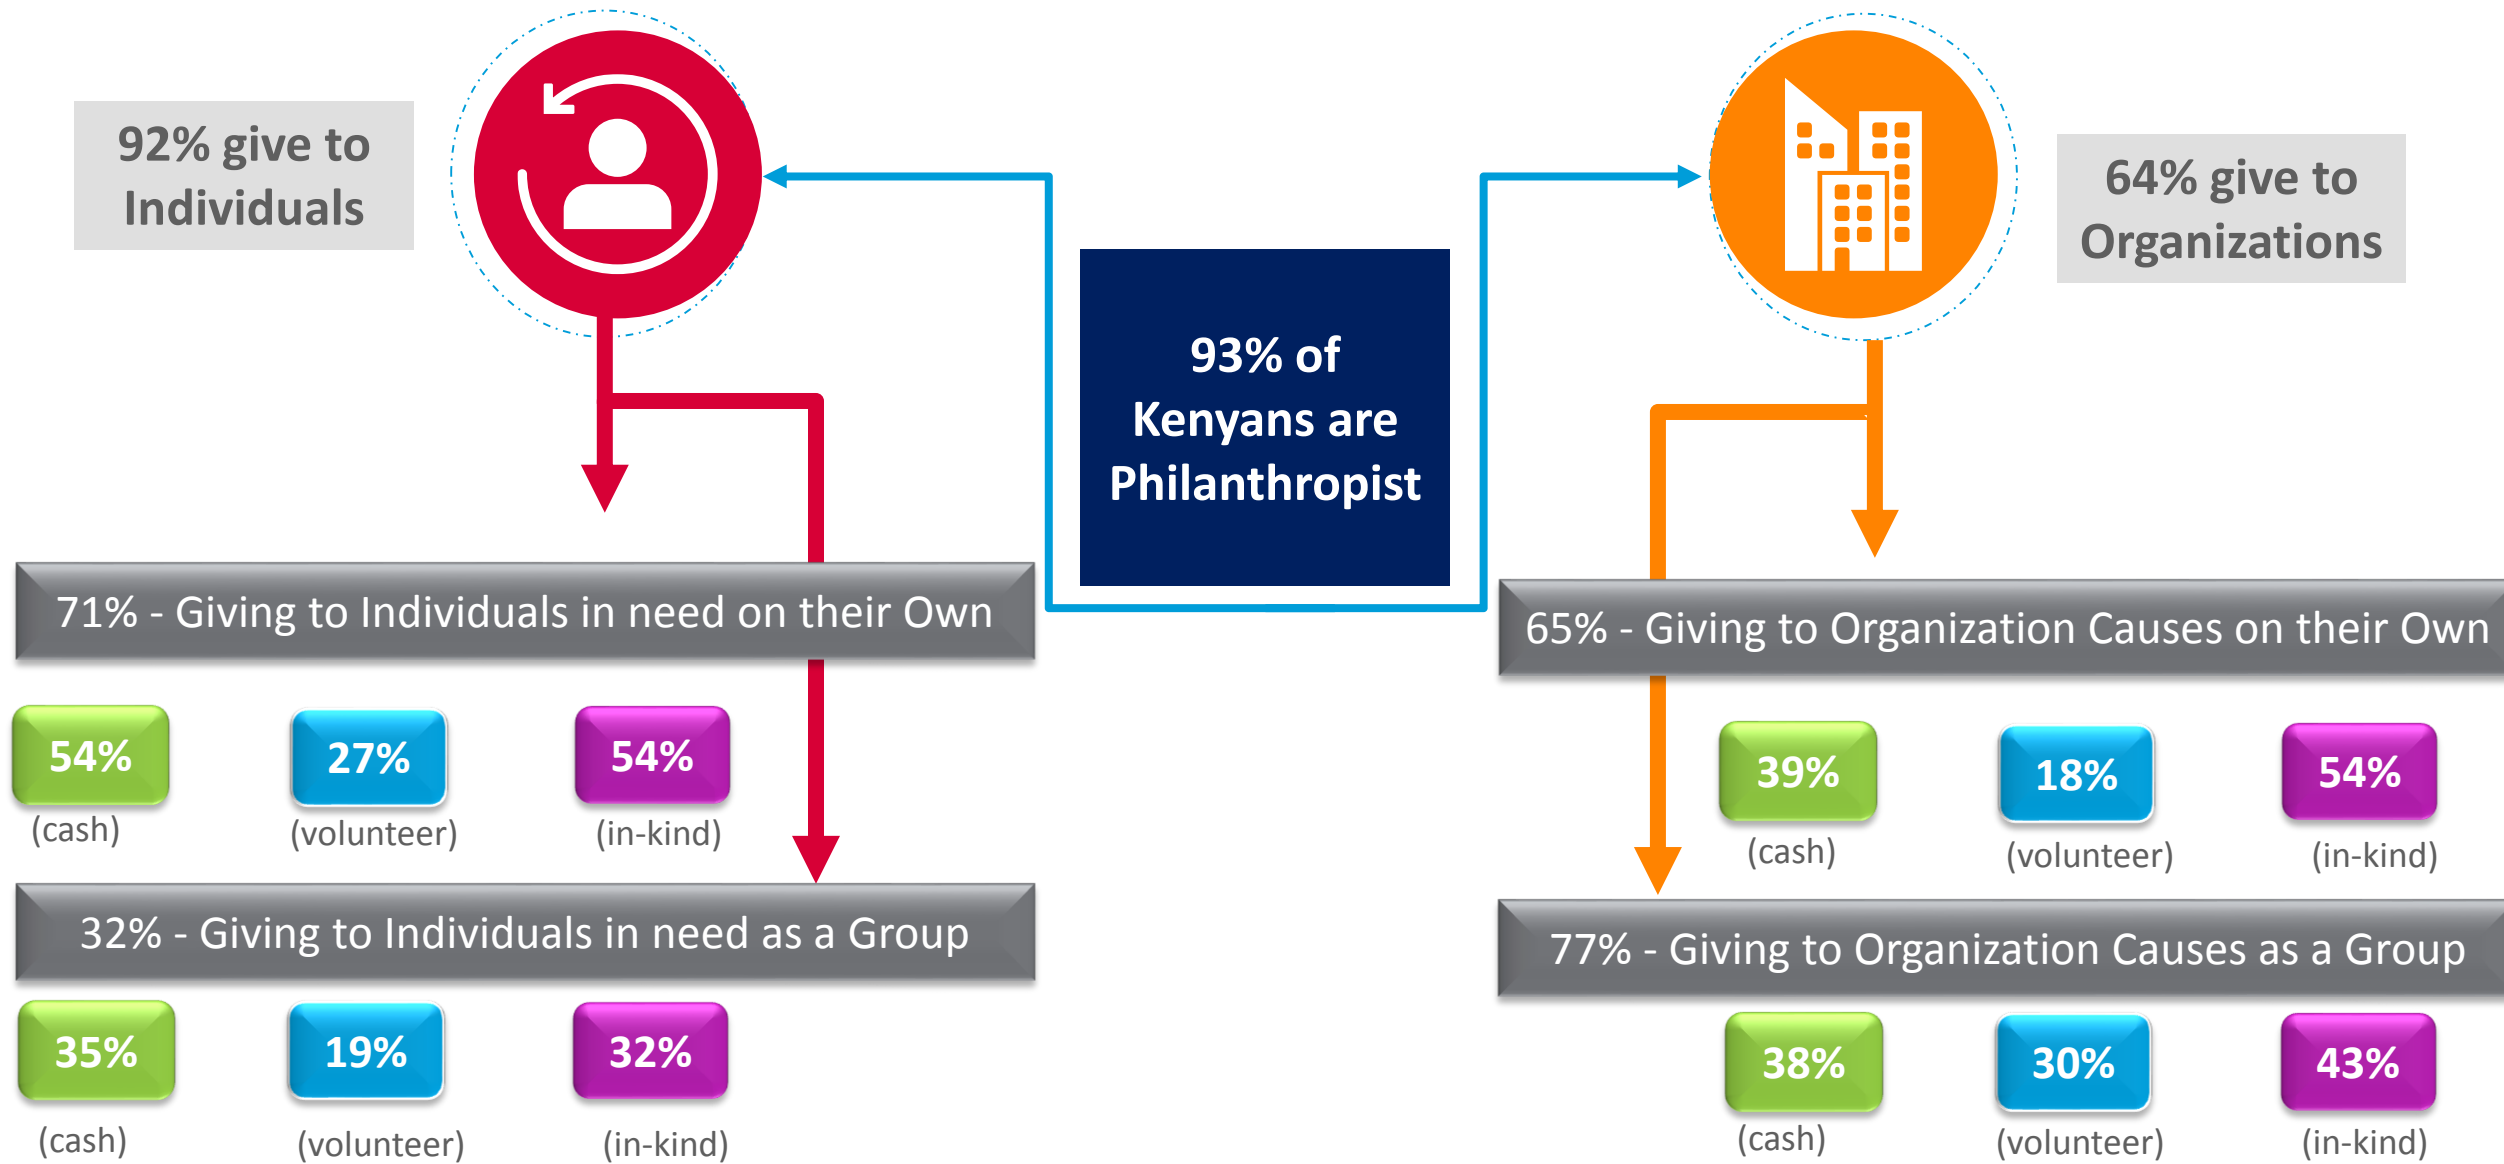 92% give to
Individuals
64% give to
Organizations
93% of
Kenyans are
Philanthropist
71% - Giving to Individuals in need on their Own
54%
27%
54%
(cash)
(volunteer)
(in-kind)
32% - Giving to Individuals in need as a Group
35%
19%
32%
(cash)
(volunteer)
(in-kind)
65% - Giving to Organization Causes on their Own
39%
18%
54%
(cash)
(volunteer)
(in-kind)
77% - Giving to Organization Causes as a Group
38%
30%
43%
(cash)
(volunteer)
(in-kind)